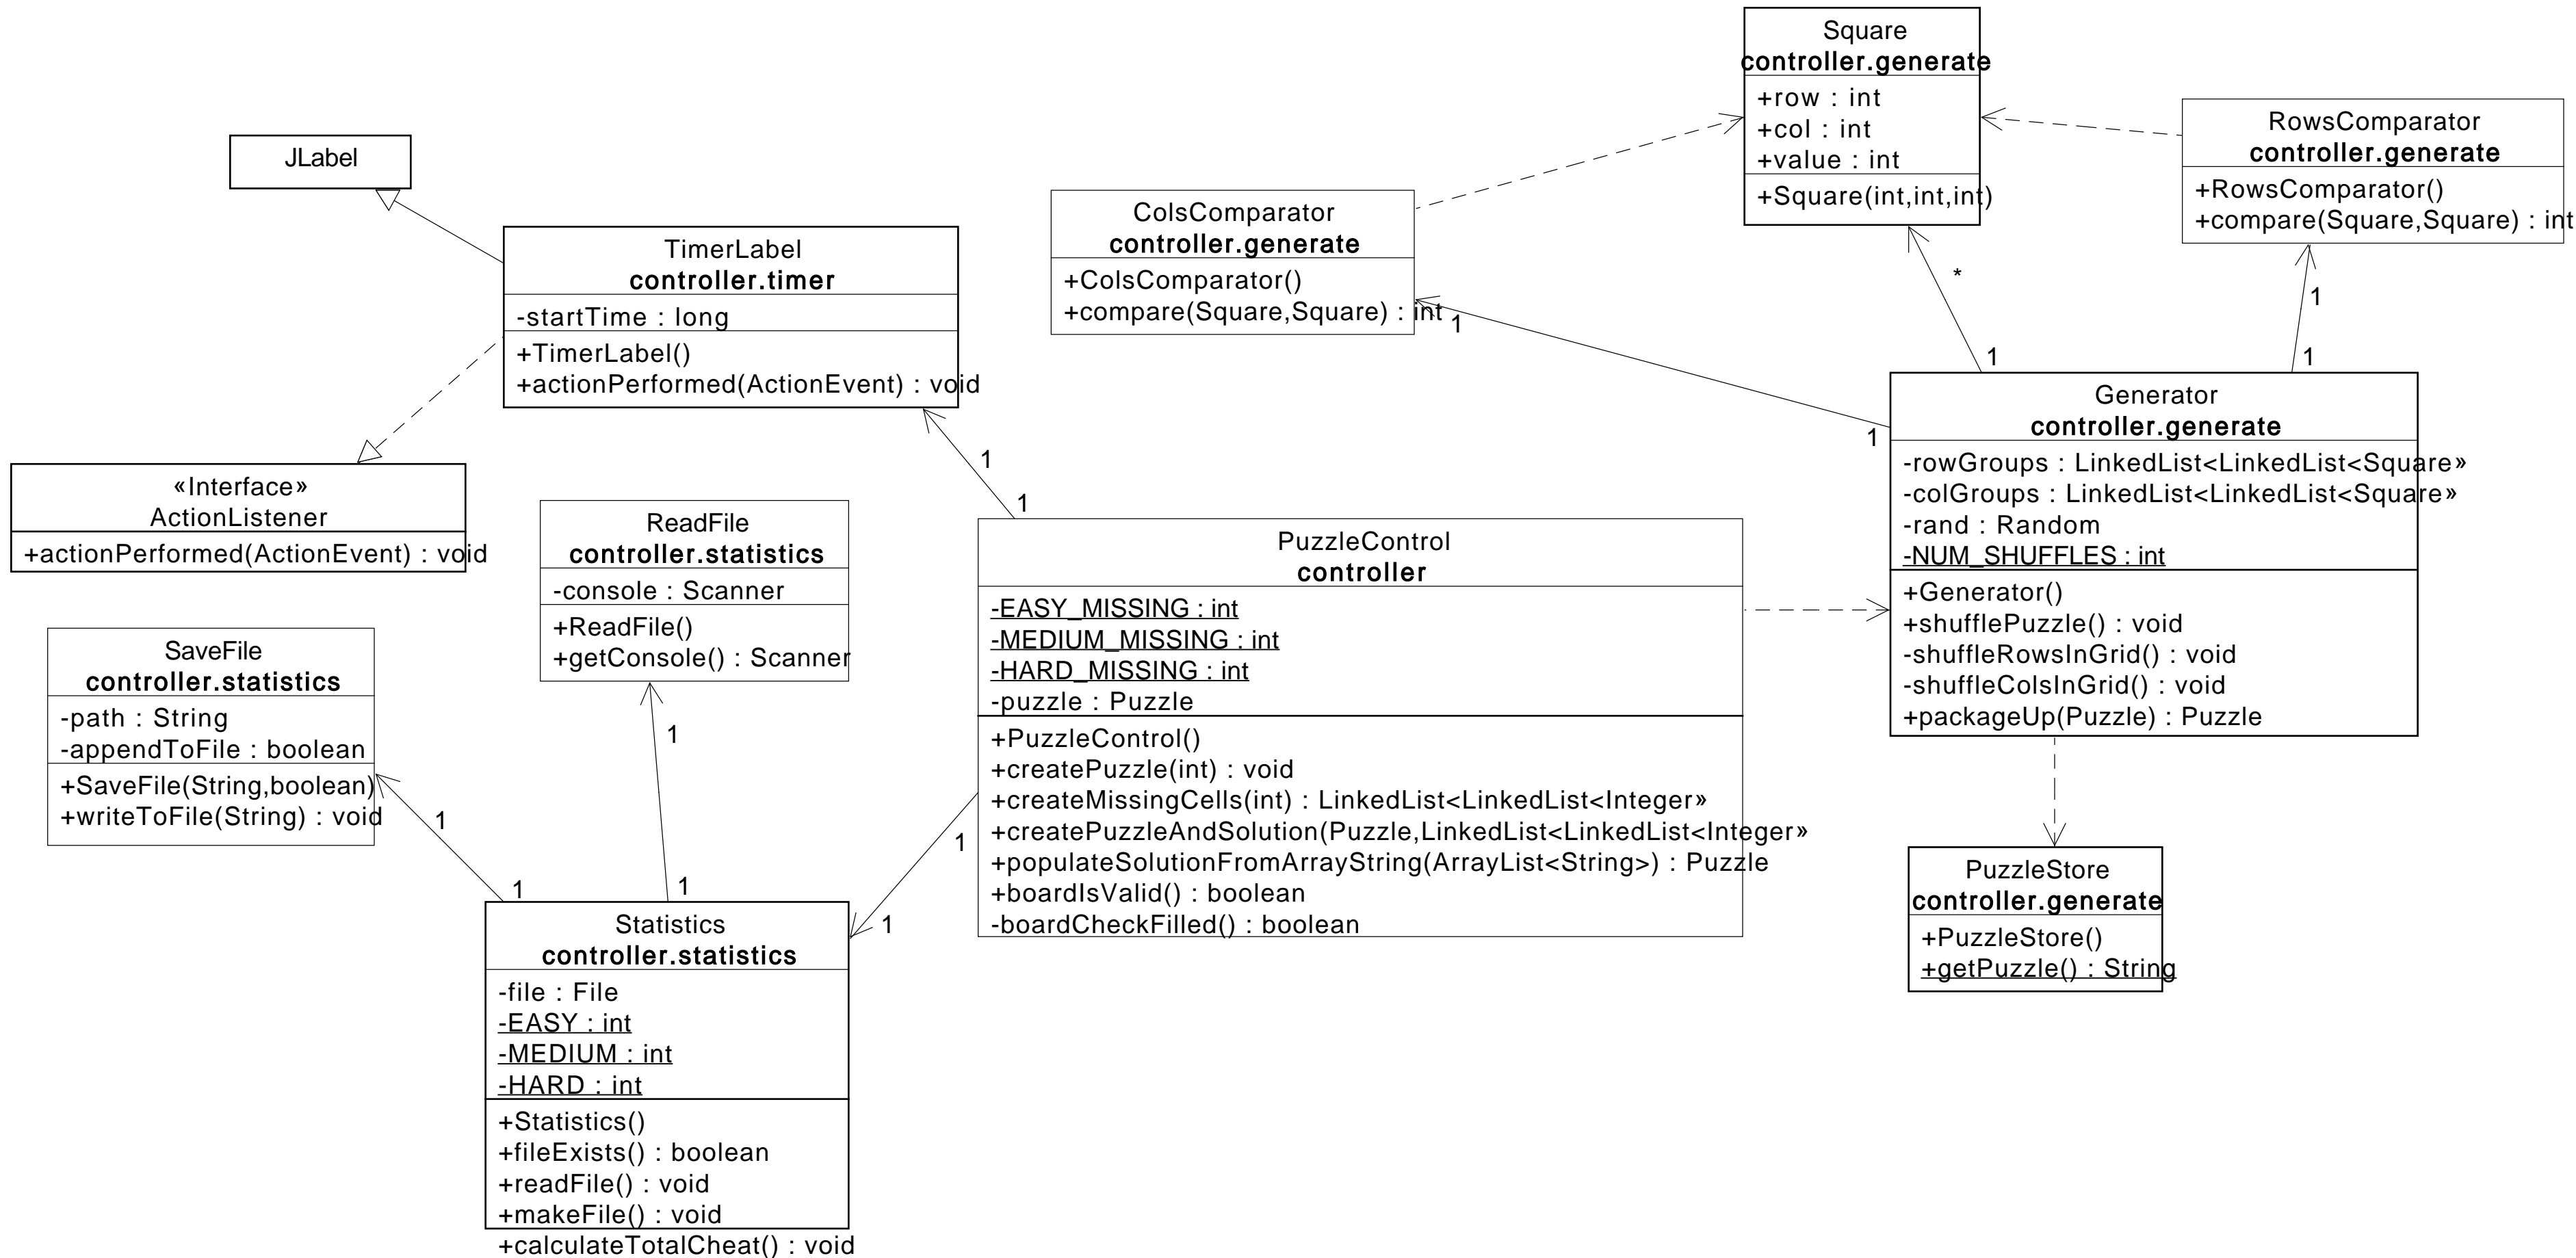 Square
controller.generate
+row : int
+col : int
+value : int
+Square(int,int,int)
RowsComparator
controller.generate
+RowsComparator()
+compare(Square,Square) : int
JLabel
ColsComparator
controller.generate
+ColsComparator()
+compare(Square,Square) : int
TimerLabel
controller.timer
-startTime : long
+TimerLabel()
+actionPerformed(ActionEvent) : void
*
1
1
1
1
1
1
Generator
controller.generate
-rowGroups : LinkedList<LinkedList<Square»
-colGroups : LinkedList<LinkedList<Square»
-rand : Random
-NUM_SHUFFLES : int
+Generator()
+shufflePuzzle() : void
-shuffleRowsInGrid() : void
-shuffleColsInGrid() : void
+packageUp(Puzzle) : Puzzle
«Interface»
ActionListener
+actionPerformed(ActionEvent) : void
1
ReadFile
controller.statistics
-console : Scanner
+ReadFile()
+getConsole() : Scanner
PuzzleControl
controller
-EASY_MISSING : int
-MEDIUM_MISSING : int
-HARD_MISSING : int
-puzzle : Puzzle
+PuzzleControl()
+createPuzzle(int) : void
+createMissingCells(int) : LinkedList<LinkedList<Integer»
+createPuzzleAndSolution(Puzzle,LinkedList<LinkedList<Integer»
+populateSolutionFromArrayString(ArrayList<String>) : Puzzle
+boardIsValid() : boolean
-boardCheckFilled() : boolean
SaveFile
controller.statistics
-path : String
-appendToFile : boolean
+SaveFile(String,boolean)
+writeToFile(String) : void
1
1
1
1
1
1
PuzzleStore
controller.generate
+PuzzleStore()
+getPuzzle() : String
Statistics
controller.statistics
-file : File
-EASY : int
-MEDIUM : int
-HARD : int
+Statistics()
+fileExists() : boolean
+readFile() : void
+makeFile() : void
+calculateTotalCheat() : void